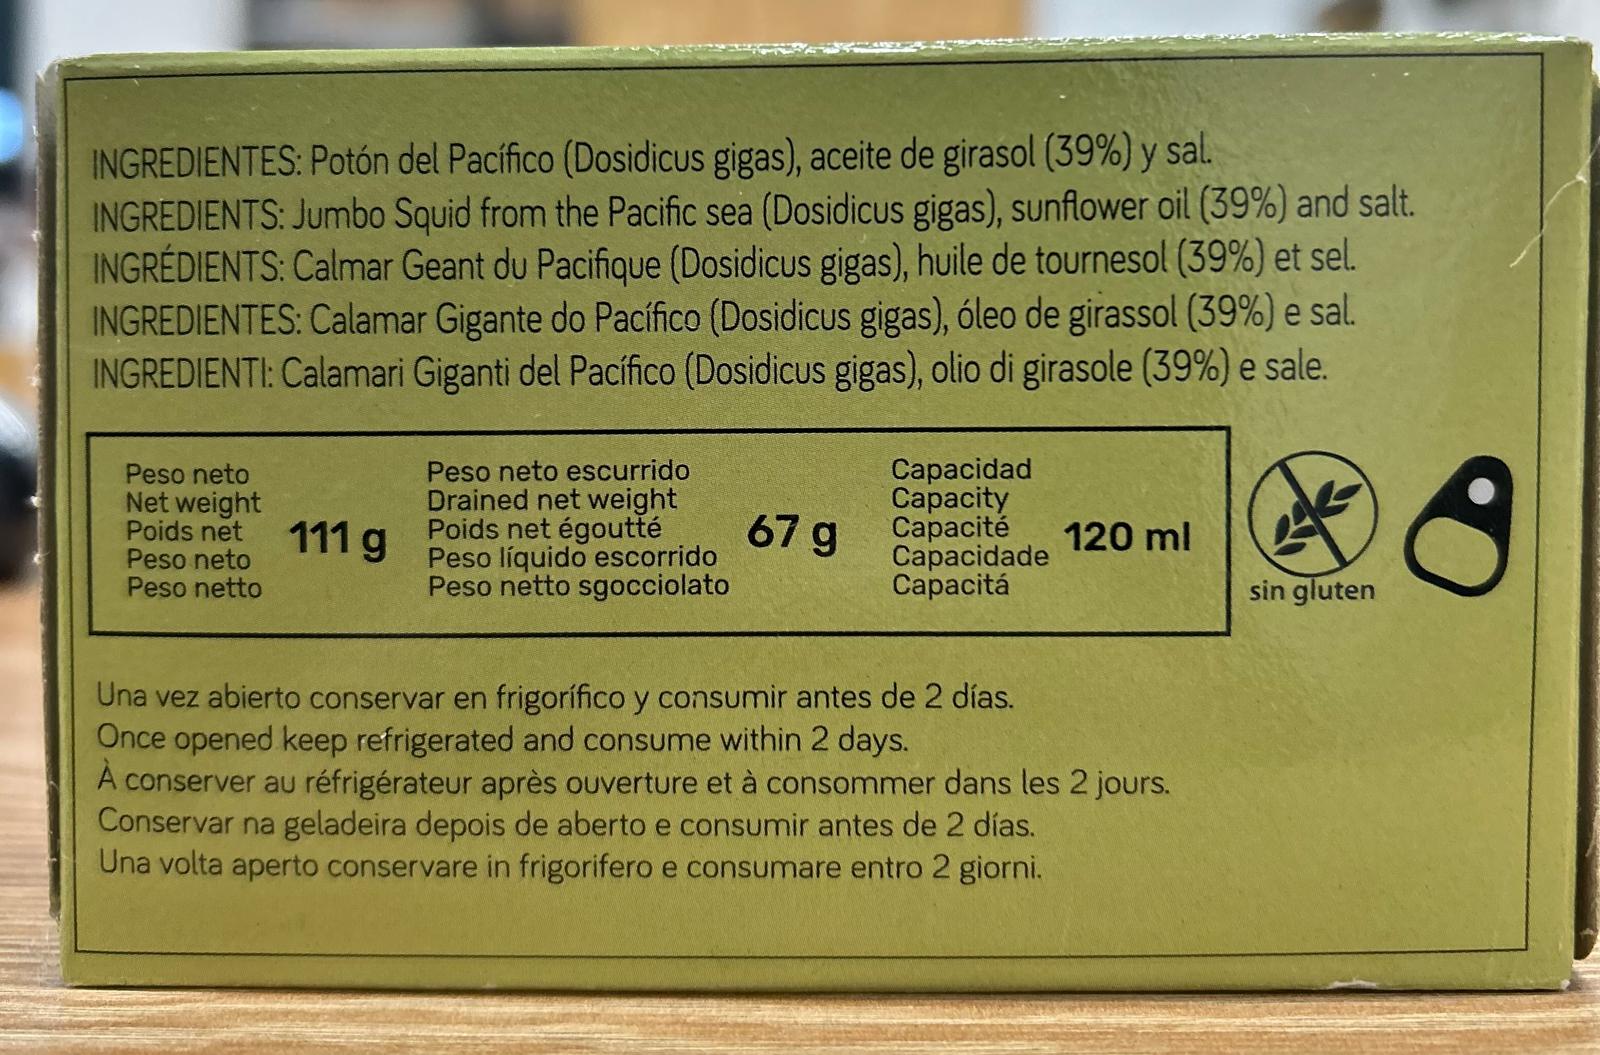 INGREDIENTES: Potón del Pacífico (Dosidicus gigas), aceite de girasol (39%) y sal.
INGREDIENTS: Jumbo Squid from the Pacific sea (Dosidicus gigas), sunflower oil (39%) and salt.
INGRÉDIENTS: Calmar Geant du Pacifique (Dosidicus gigas), huile de tournesol (39%) et sel.
INGREDIENTES: Calamar Gigante do Pacífico (Dosidicus gigas), óleo de girassol (39%) e sal.
INGREDIENTI: Calamari Giganti del Pacífico (Dosidicus gigas), olio di girasole (39%) e sale.
Peso neto
Net weight
Poids net
Peso neto
Peso netto
111 g
Peso neto escurrido
Drained net weight
Poids net égoutté
Peso líquido escorrido
Peso netto sgocciolato
67 g
Capacidad
Capacity
Capacité
Capacidade
Capacitá
120 ml
sin gluten
Una vez abierto conservar en frigorífico y consumir antes de 2 días.
Once opened keep refrigerated and consume within 2 days.
À conserver au réfrigérateur après ouverture et à consommer dans les 2 jours.
Conservar na geladeira depois de aberto e consumir antes de 2 días.
Una volta aperto conservare in frigorifero e consumare entro 2 giorni.